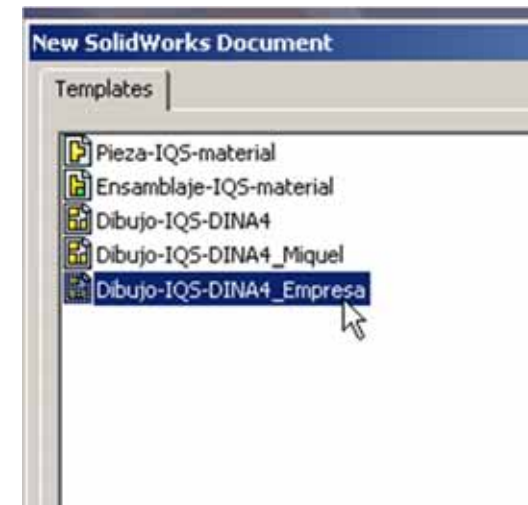 New SolidWorks Document
Templates
Pieza-IQS-material
Ensamblaje-IQS-material
Dibujo-IQS-DINA4
Dibujo-IQS-DINA4_Miquel
Dibujo-IQS-DINA4_Empresa